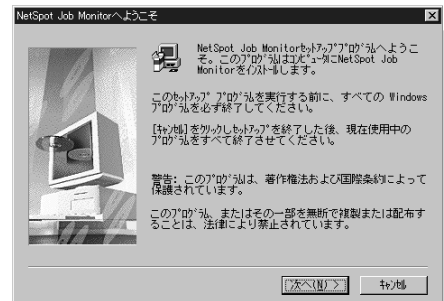 NetSpot Job Monitorへようこそ
NetSpot Job Monitorｾｯﾄｱｯﾌﾟﾌﾟﾛｸﾞﾗﾑへようこ
そ。このﾌﾟﾛｸﾞﾗﾑはｺﾝﾋﾟｭｰﾀにNetSpot Job
Monitorをｲﾝｽﾄｰﾙします。
このｾｯﾄｱｯﾌﾟ ﾌﾟﾛｸﾞﾗﾑを実行する前に、すべての Windows
ﾌﾟﾛｸﾞﾗﾑを必ず終了してください。
[ｷｬﾝｾﾙ]をｸﾘｯｸしｾｯﾄｱｯﾌﾟを終了した後、現在使用中の
ﾌﾟﾛｸﾞﾗﾑをすべて終了させてください。
警告: このﾌﾟﾛｸﾞﾗﾑは、著作権法および国際条約によって
保護されています。
このﾌﾟﾛｸﾞﾗﾑ、またはその一部を無断で複製または配布す
ることは、法律により禁止されています。
次へ(N) >
ｷｬﾝｾﾙ